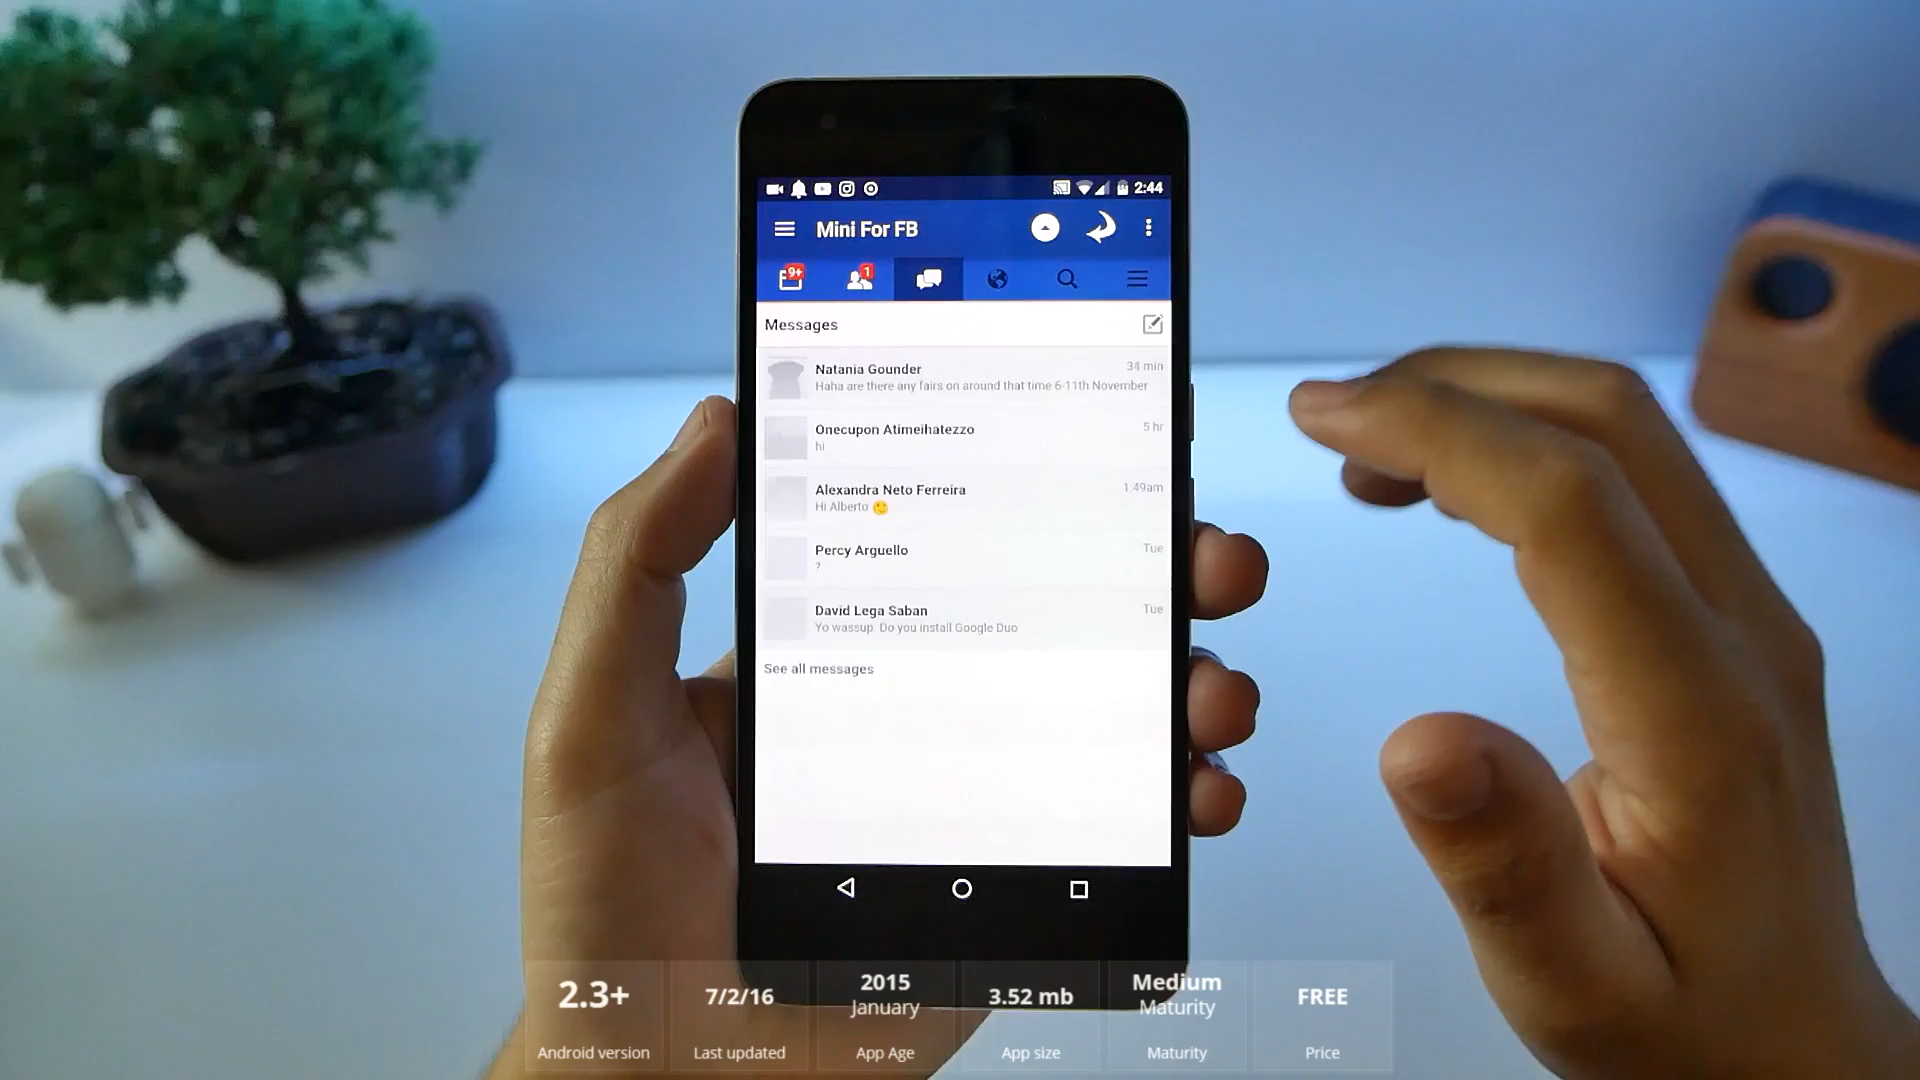 2:44
Mini For FB
9+
1
Messages
Natania Gounder
34 min
Haha are there any fairs on around that time 6-11th November
Onecupon Atimeihatezzo
5 hr
hi
Alexandra Neto Ferreira
1:49am
Hi Alberto 🙂
Percy Arguello
Tue
?
David Lega Saban
Tue
Yo wassup. Do you install Google Duo
See all messages
2.3+
Android version
7/2/16
Last updated
2015
January
App Age
3.52 mb
App size
Medium
Maturity
Maturity
FREE
Price